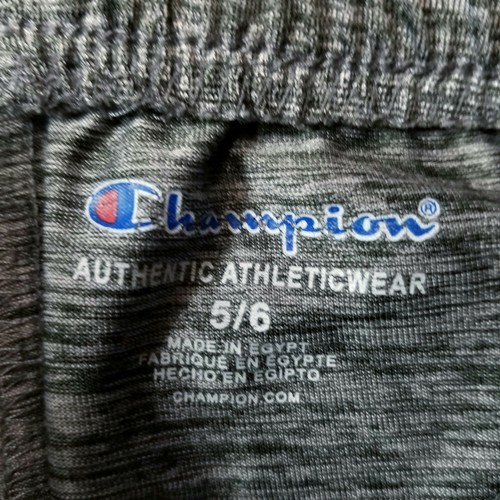 Champion®
AUTHENTIC ATHLETICWEAR
5/6
MADE IN EGYPT
FABRIQUE EN EGYPTE
HECHO EN EGIPTO
CHAMPION.COM